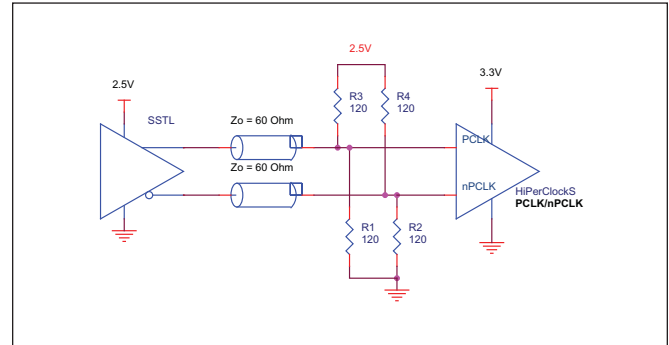 2.5V
2.5V
3.3V
SSTL
Zo = 60 Ohm
R3
120
R4
120
PCLK
Zo = 60 Ohm
nPCLK
HiPerClockS
PCLK/nPCLK
R1
120
R2
120